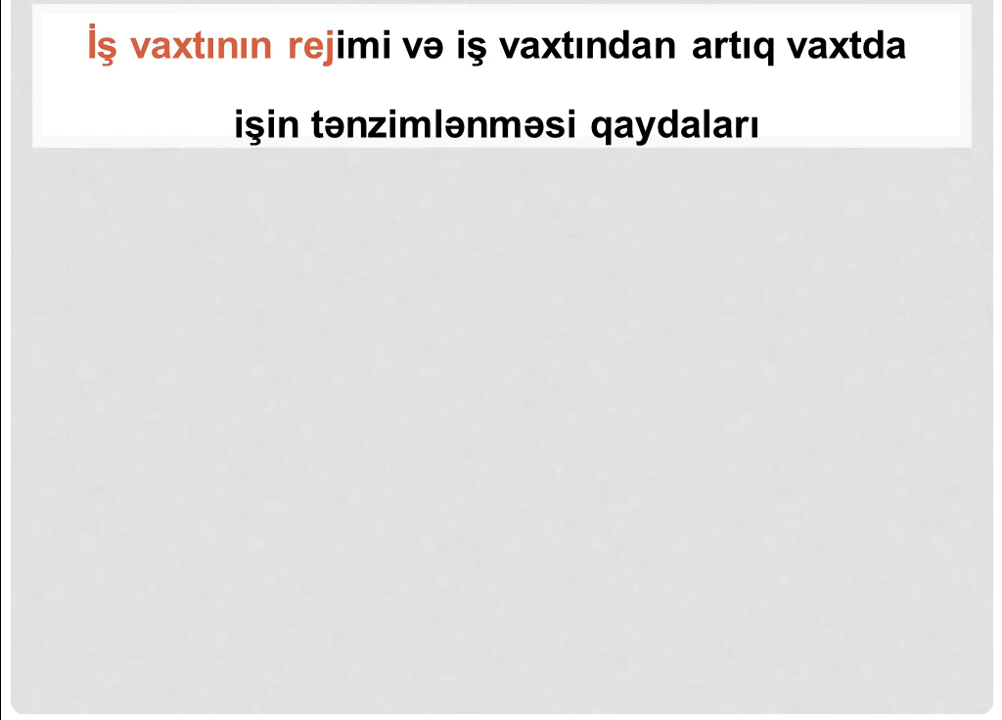 İş vaxtının rejimi və iş vaxtından artıq vaxtda
işin tənzimlənməsi qaydaları